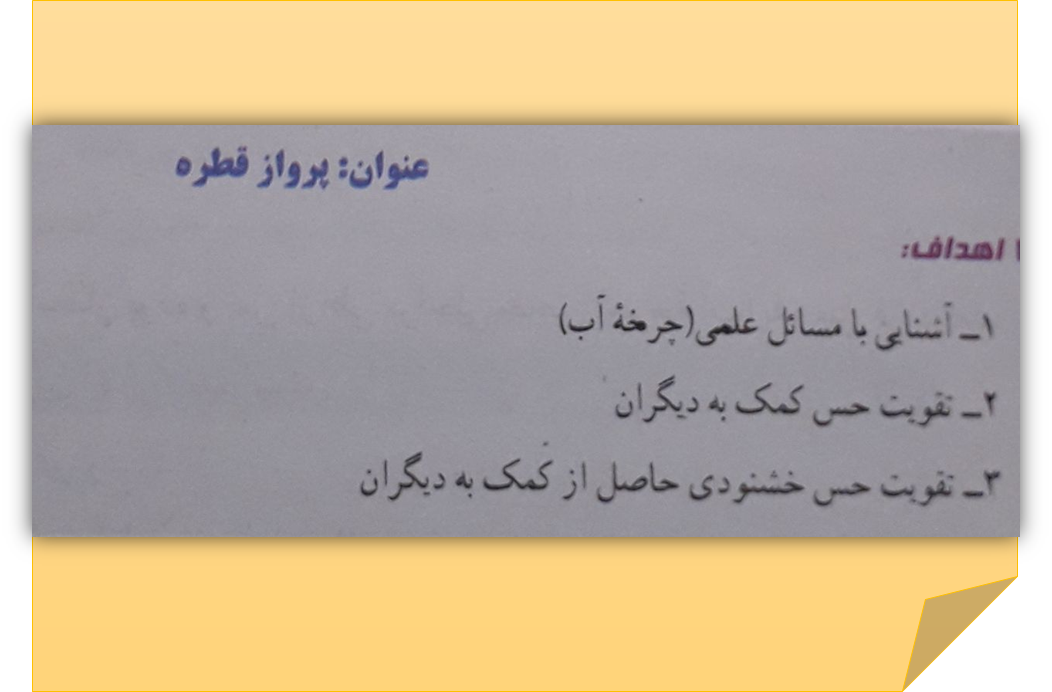 عنوان: پرواز قطره
اهداف:
۱ـ آشنایی با مسائل علمی(چرخهٔ آب)
۲ـ تقویت حس کمک به دیگران
۳ـ تقویت حس خشنودی حاصل از کمک به دیگران